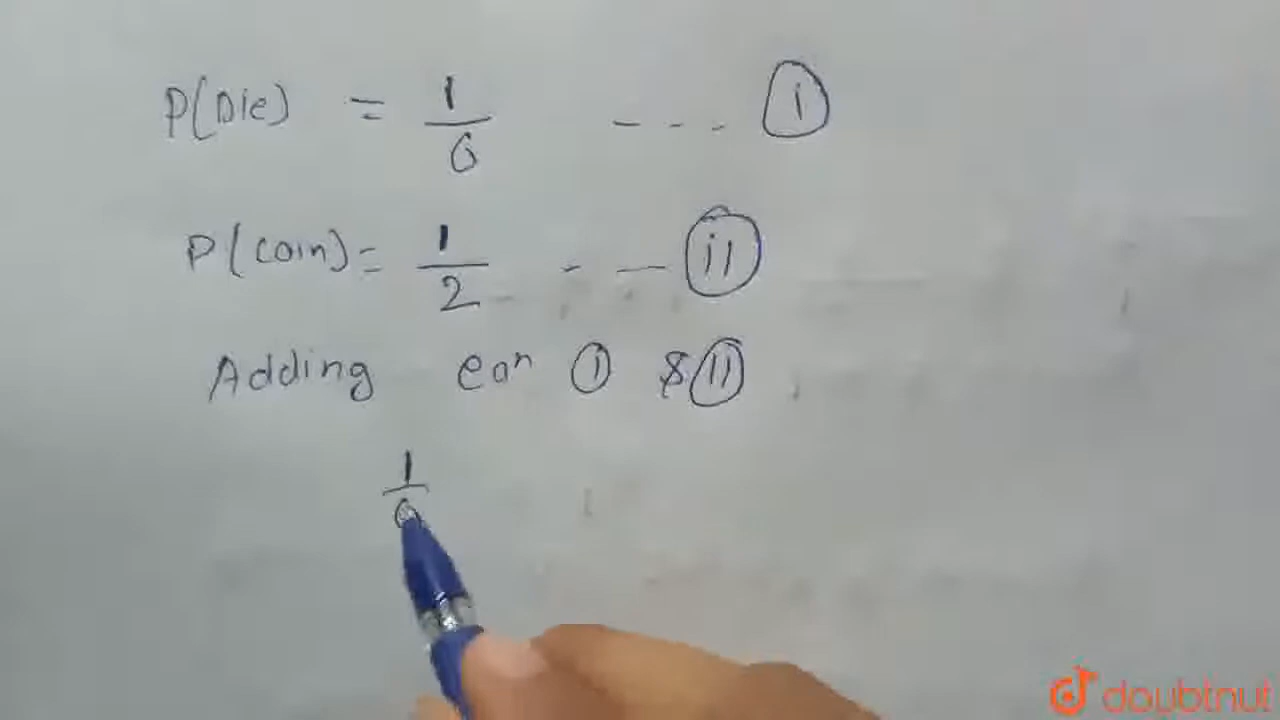 P(Die) = 1/6 --- (i)
P(coin) = 1/2 --- (ii)
Adding eqn (i) & (ii)
1/6
doubtnut